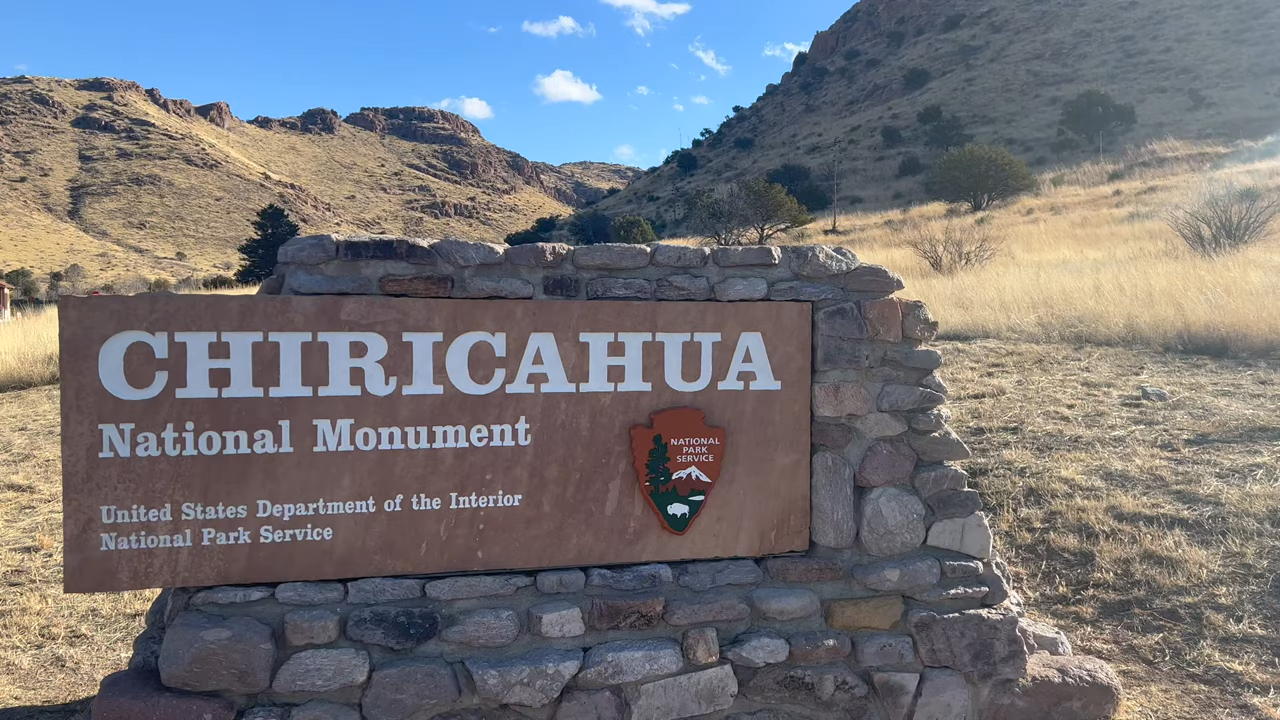 CHIRICAHUA
National Monument
NATIONAL
PARK
SERVICE
United States Department of the Interior
National Park Service